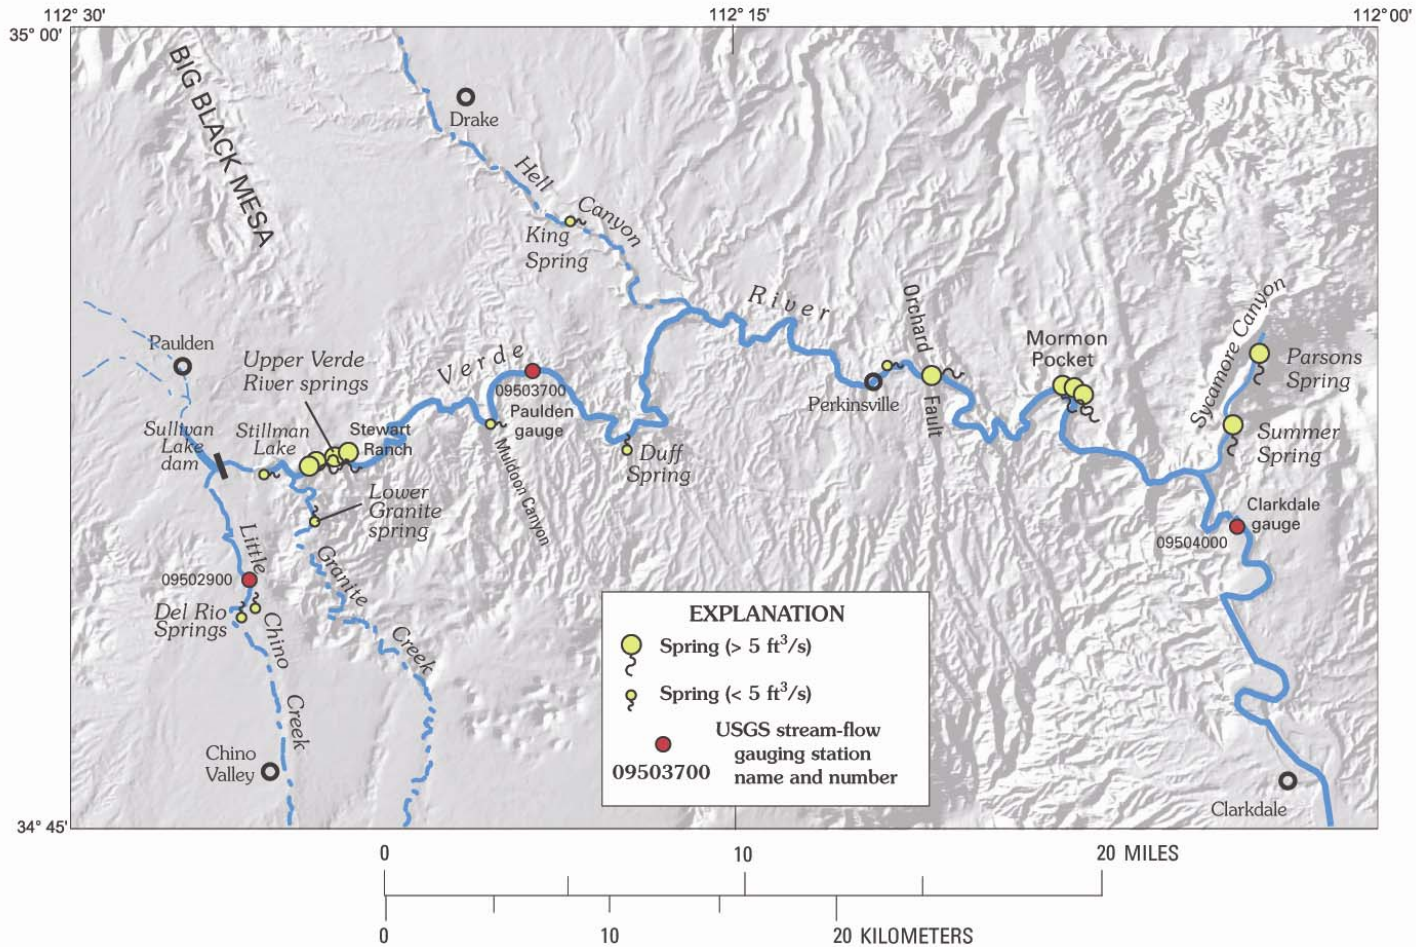 112° 30'
112° 15'
112° 00'
35° 00'
BIG BLACK MESA
Drake
Hell
Canyon
King
Spring
River
Orchard
Fault
Mormon
Pocket
Sycamore Canyon
Parsons
Spring
Paulden
Upper Verde
River springs
Verde
09503700
Paulden
gauge
Perkinsville
Sullivan
Lake
dam
Stillman
Lake
Stewart
Ranch
Muldoon Canyon
Duff
Spring
Summer
Spring
Lower
Granite
spring
Clarkdale
gauge
09504000
Little
Chino
Creek
Granite
Creek
09502900
Del Rio
Springs
EXPLANATION
Spring (> 5 ft³/s)
Spring (< 5 ft³/s)
USGS stream-flow
gauging station
name and number
09503700
Chino
Valley
Clarkdale
34° 45'
0 10 20 MILES
0 10 20 KILOMETERS